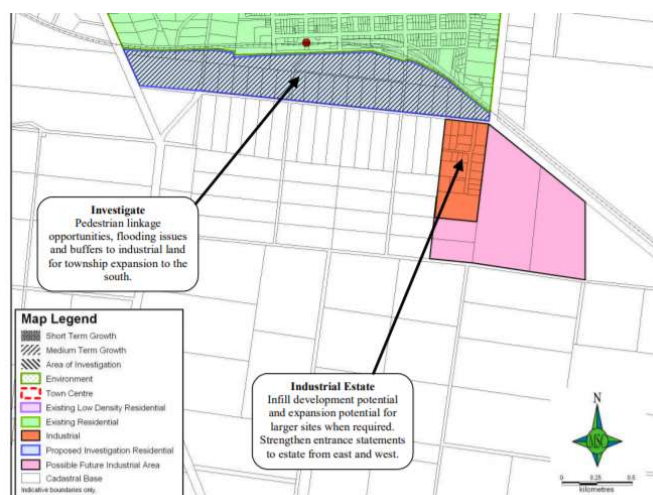 Investigate
Pedestrian linkage
opportunities, flooding issues
and buffers to industrial land
for township expansion to the
south.
Industrial Estate
Infill development potential
and expansion potential for
larger sites when required.
Strengthen entrance statements
to estate from east and west.
Map Legend
Short Term Growth
Medium Term Growth
Area of Investigation
Environment
Town Centre
Existing Low Density Residential
Existing Residential
Industrial
Proposed Investigation Residential
Possible Future Industrial Area
Cadastral Base
Indicative boundaries only.
N
MSC
0 0.25 0.5
kilometres